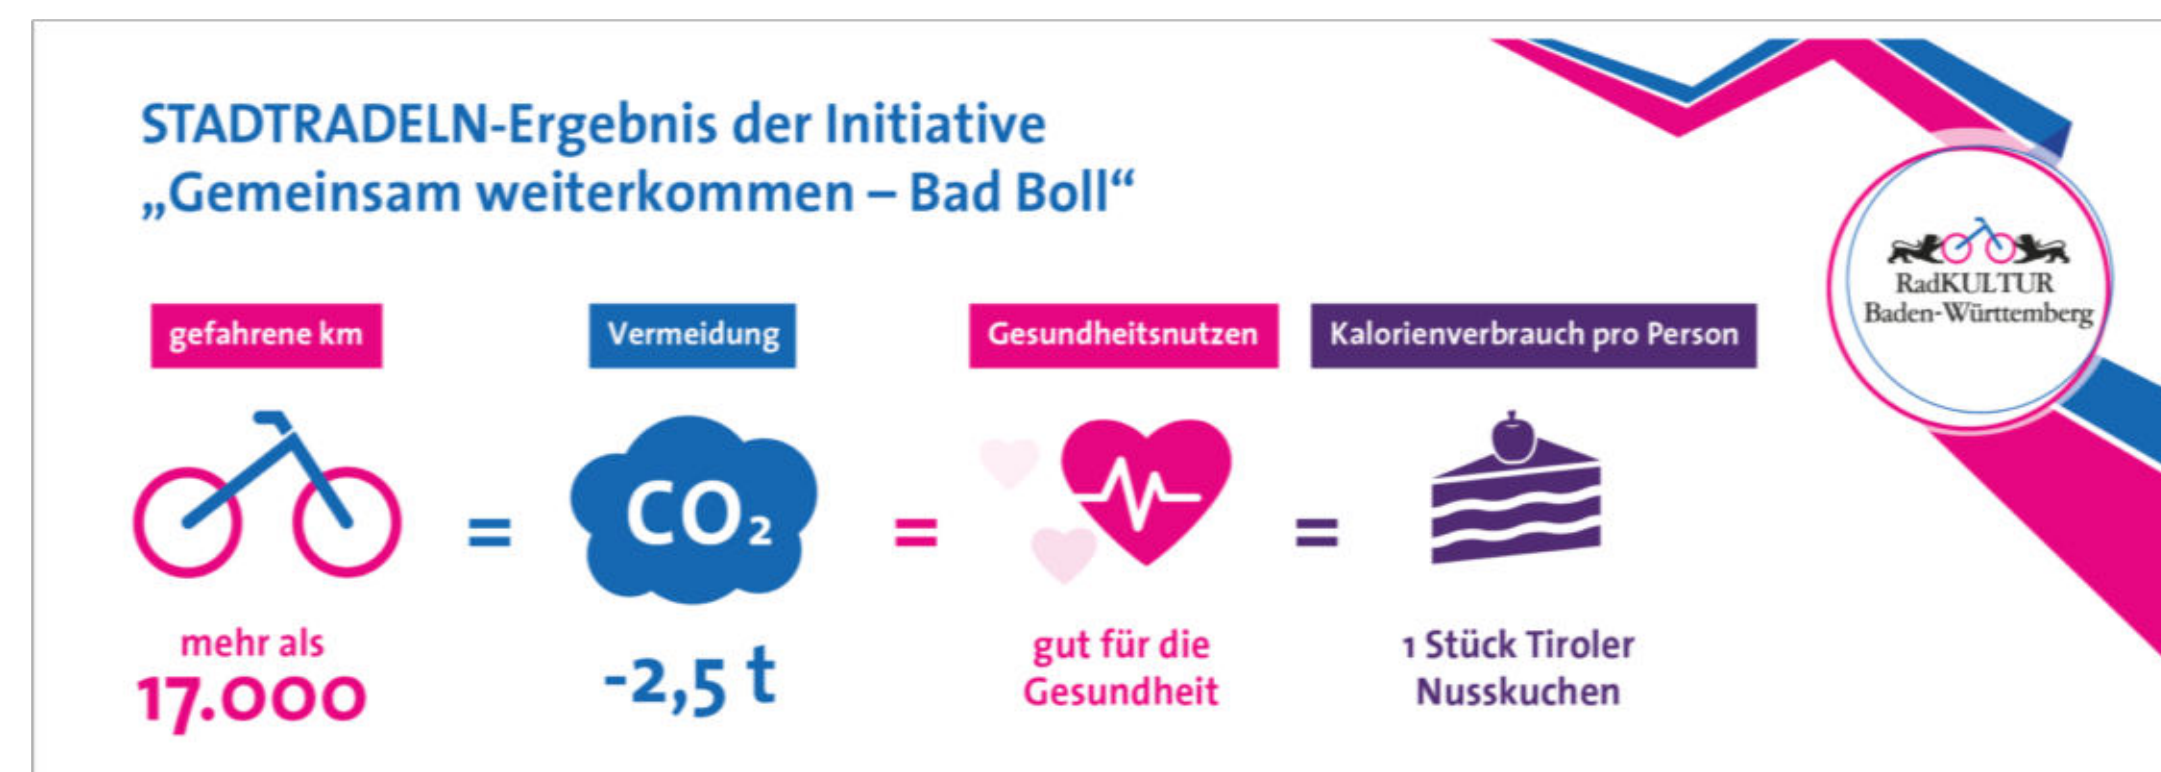 STADTRADELN-Ergebnis der Initiative
„Gemeinsam weiterkommen – Bad Boll“
RadKULTUR
Baden-Württemberg
gefahrene km
Vermeidung
Gesundheitsnutzen
Kalorienverbrauch pro Person
=
CO₂
=
=
mehr als
17.000
-2,5 t
gut für die
Gesundheit
1 Stück Tiroler
Nusskuchen